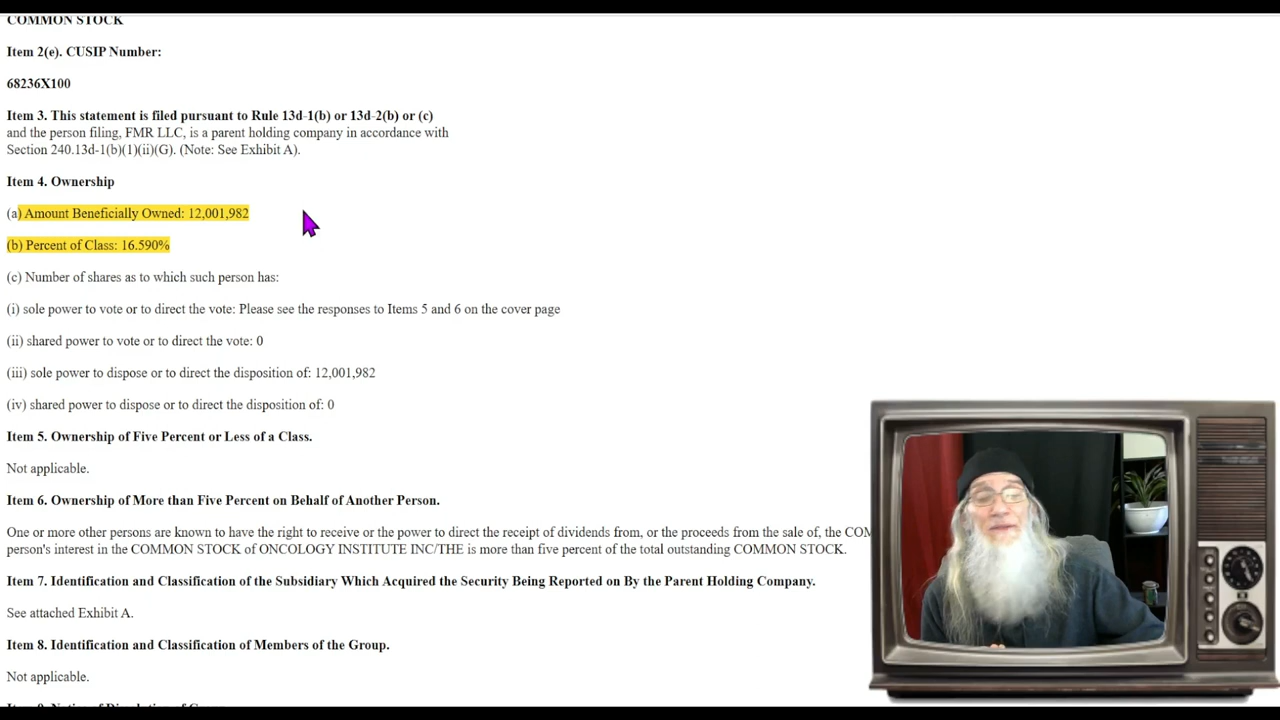 COMMON STOCK
Item 2(e). CUSIP Number:
68236X100
Item 3. This statement is filed pursuant to Rule 13d-1(b) or 13d-2(b) or (c)
and the person filing, FMR LLC, is a parent holding company in accordance with
Section 240.13d-1(b)(1)(ii)(G). (Note: See Exhibit A).
Item 4. Ownership
(a) Amount Beneficially Owned: 12,001,982
(b) Percent of Class: 16.590%
(c) Number of shares as to which such person has:
(i) sole power to vote or to direct the vote: Please see the responses to Items 5 and 6 on the cover page
(ii) shared power to vote or to direct the vote: 0
(iii) sole power to dispose or to direct the disposition of: 12,001,982
(iv) shared power to dispose or to direct the disposition of: 0
Item 5. Ownership of Five Percent or Less of a Class.
Not applicable.
Item 6. Ownership of More than Five Percent on Behalf of Another Person.
One or more other persons are known to have the right to receive or the power to direct the receipt of dividends from, or the proceeds from the sale of, the
person's interest in the COMMON STOCK of ONCOLOGY INSTITUTE INC/THE is more than five percent of the total outstanding COMMON STOCK.
Item 7. Identification and Classification of the Subsidiary Which Acquired the Security Being Reported on By the Parent Holding Company.
See attached Exhibit A.
Item 8. Identification and Classification of Members of the Group.
Not applicable.